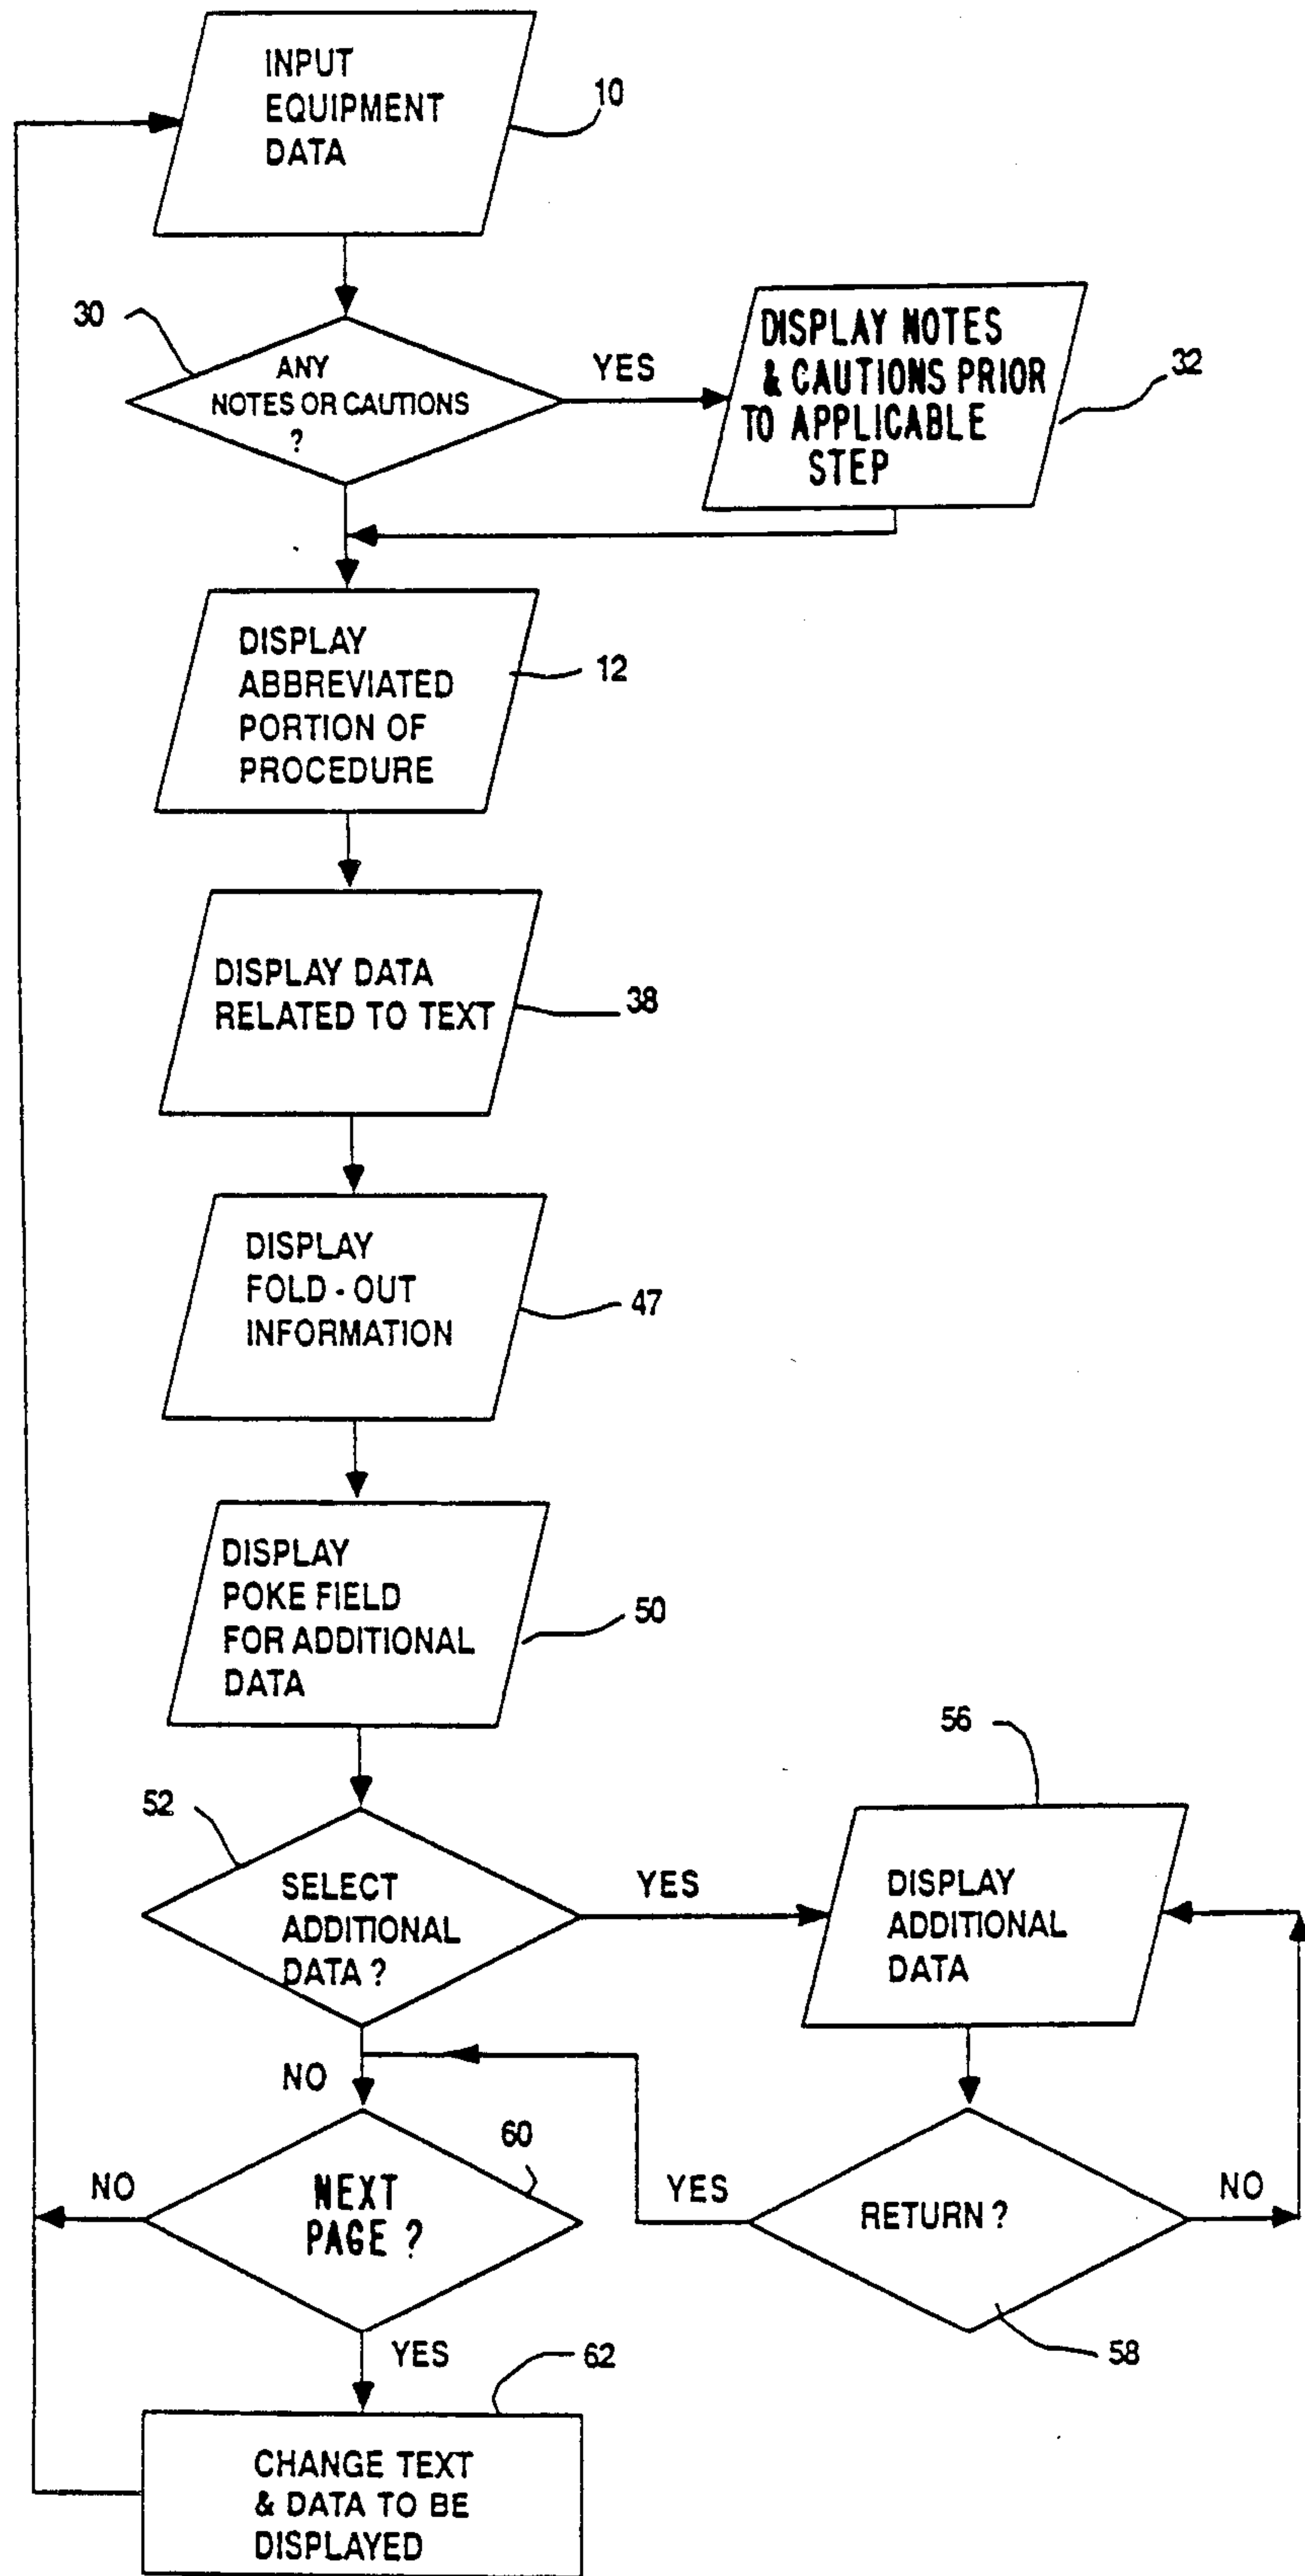 INPUT
EQUIPMENT
DATA
10
30
ANY
NOTES OR CAUTIONS
?
YES
DISPLAY NOTES
& CAUTIONS PRIOR
TO APPLICABLE
STEP
32
DISPLAY
ABBREVIATED
PORTION OF
PROCEDURE
12
DISPLAY DATA
RELATED TO TEXT
38
DISPLAY
FOLD - OUT
INFORMATION
47
DISPLAY
POKE FIELD
FOR ADDITIONAL
DATA
50
52
SELECT
ADDITIONAL
DATA ?
YES
56
DISPLAY
ADDITIONAL
DATA
NO
60
NO
NEXT
PAGE ?
YES
RETURN ?
NO
58
YES
62
CHANGE TEXT
& DATA TO BE
DISPLAYED